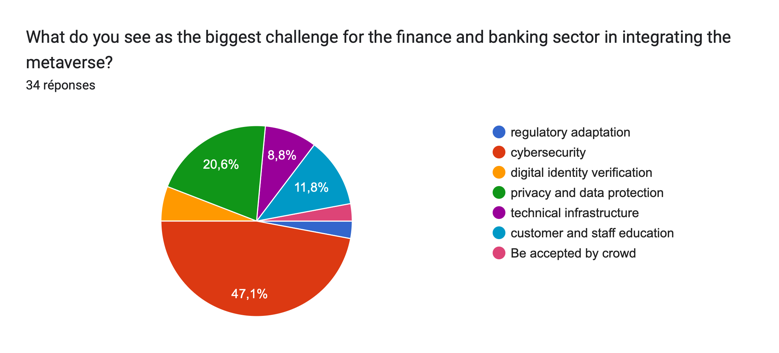 What do you see as the biggest challenge for the finance and banking sector in integrating the
metaverse?
34 réponses
20,6%
8,8%
11,8%
47,1%
regulatory adaptation
cybersecurity
digital identity verification
privacy and data protection
technical infrastructure
customer and staff education
Be accepted by crowd